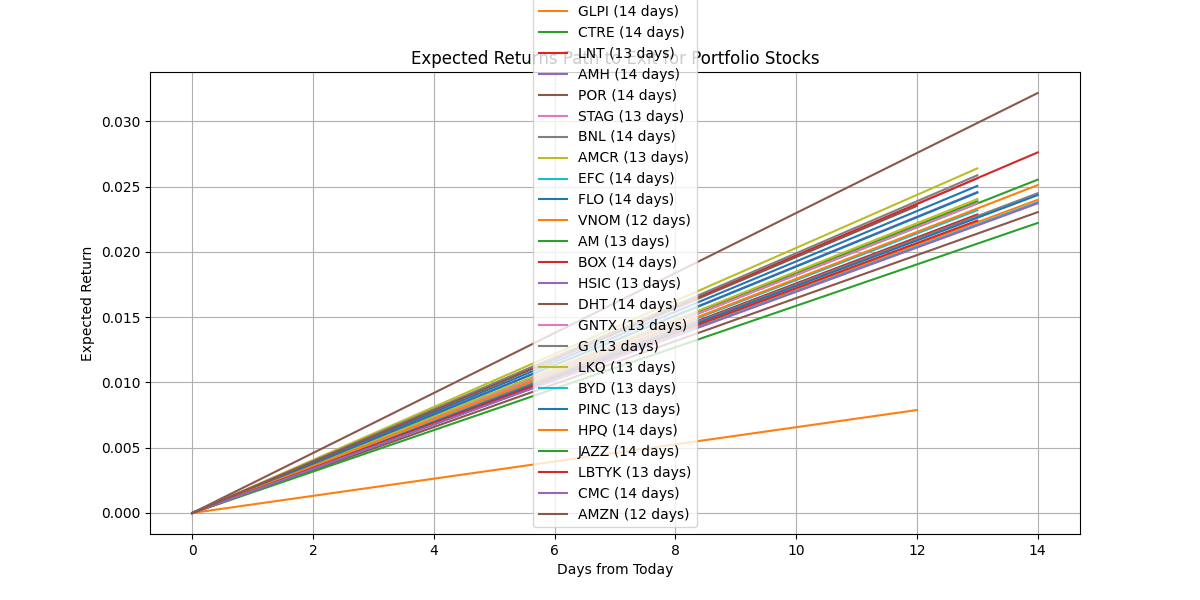 GLPI (14 days)
CTRE (14 days)
LNT (13 days)
Expected Returns Path to Exit for Portfolio Stocks
AMH (14 days)
POR (14 days)
STAG (13 days)
BNL (14 days)
AMCR (13 days)
EFC (14 days)
FLO (14 days)
VNOM (12 days)
AM (13 days)
BOX (14 days)
HSIC (13 days)
DHT (14 days)
GNTX (13 days)
G (13 days)
LKQ (13 days)
BYD (13 days)
PINC (13 days)
HPQ (14 days)
JAZZ (14 days)
LBTYK (13 days)
CMC (14 days)
AMZN (12 days)
0.030
0.025
0.020
0.015
0.010
0.005
0.000
Expected Return
0 2 4 6 8 10 12 14
Days from Today